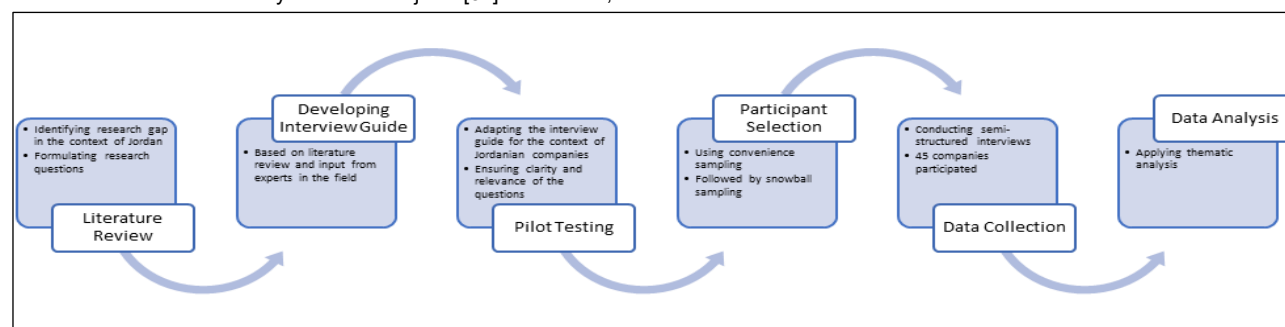 Identifying research gap
in the context of Jordan
Formulating research
questions
Literature
Review
Developing
Interview Guide
Based on literature
review and input from
experts in the field
Adapting the interview
guide for the context of
Jordanian companies
Ensuring clarity and
relevance of the
questions
Pilot Testing
Participant
Selection
Using convenience
sampling
Followed by snowball
sampling
Conducting semi-
structured interviews
45 companies
participated
Data Collection
Data Analysis
Applying thematic
analysis